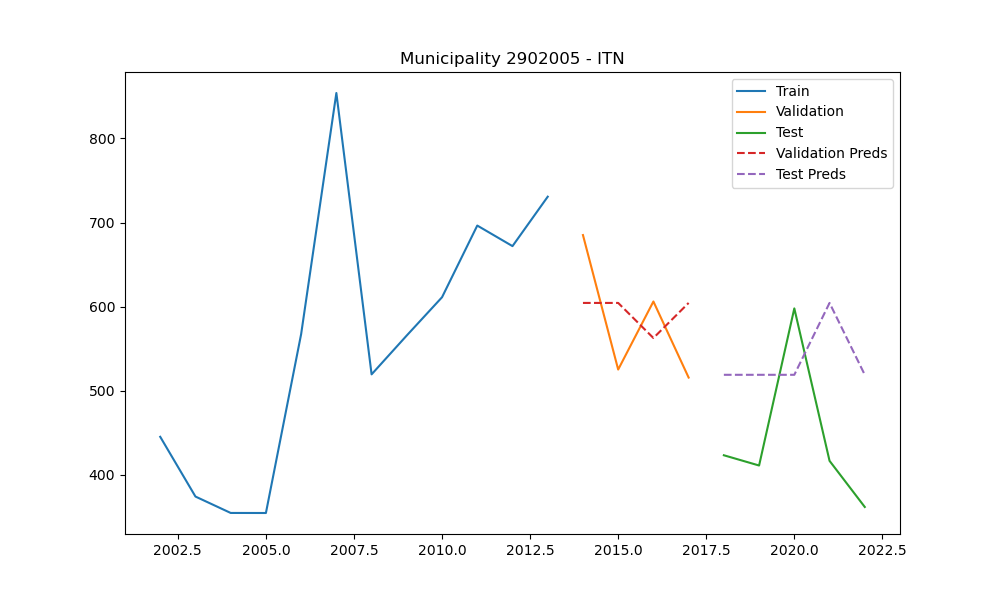 Municipality 2902005 - ITN
Train
Validation
Test
Validation Preds
Test Preds
800
700
600
500
400
2002.5 2005.0 2007.5 2010.0 2012.5 2015.0 2017.5 2020.0 2022.5